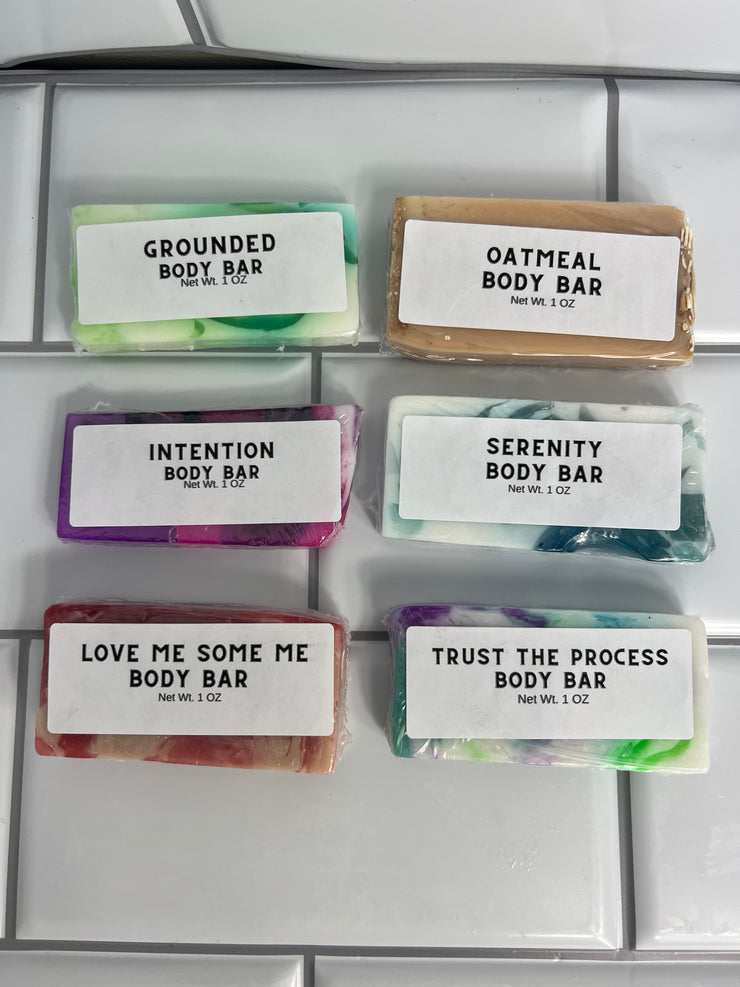 GROUNDED
BODY BAR
Net Wt. 1 OZ
OATMEAL
BODY BAR
Net Wt. 1 OZ
INTENTION
BODY BAR
Net Wt. 1 OZ
SERENITY
BODY BAR
Net Wt. 1 OZ
LOVE ME SOME ME
BODY BAR
Net Wt. 1 OZ
TRUST THE PROCESS
BODY BAR
Net Wt. 1 OZ